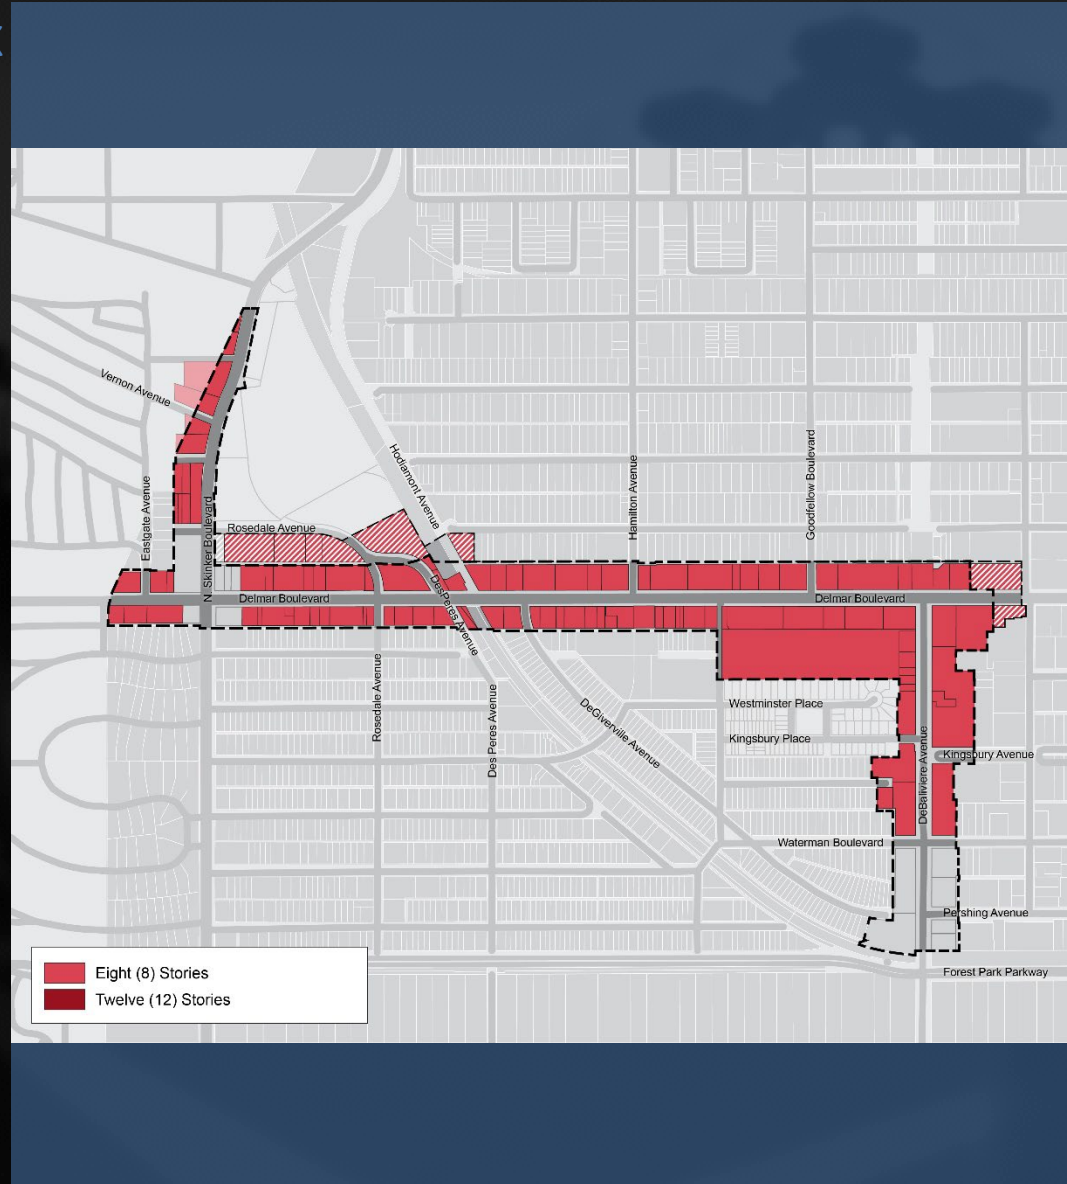 Vernon Avenue
Eastgate Avenue
N. Skinker Boulevard
Hodiamont Avenue
Hamilton Avenue
Goodfellow Boulevard
Rosedale Avenue
Delmar Boulevard
DesPeres Avenue
Delmar Boulevard
Rosedale Avenue
Des Peres Avenue
DeGiverville Avenue
Westminster Place
Kingsbury Place
DeBaliviere Avenue
Kingsbury Avenue
Waterman Boulevard
Pershing Avenue
Forest Park Parkway
Eight (8) Stories
Twelve (12) Stories